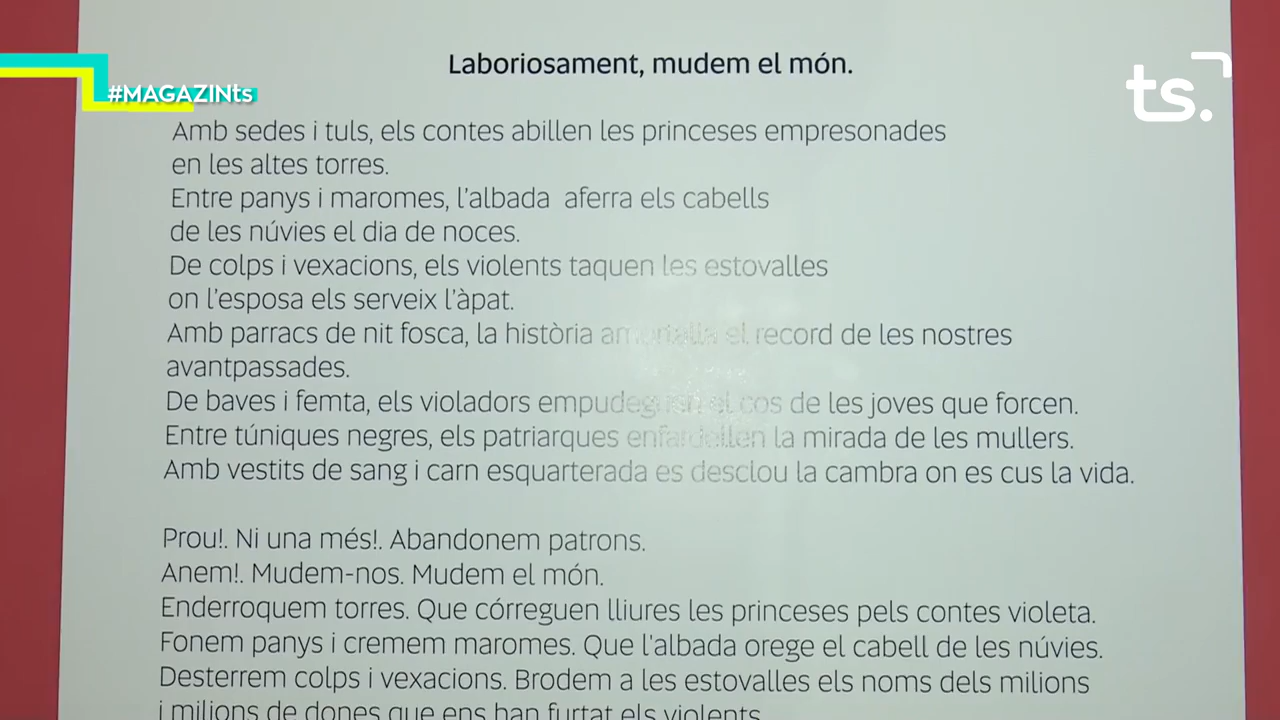 Laboriosament, mudem el món.
#MAGAZINts
ts.
Amb sedes i tuls, els contes abillen les princeses empresonades
en les altes torres.
Entre panys i maromes, l'albada aferra els cabells
de les núvies el dia de noces.
De colps i vexacions, els violents taquen les estovalles
on l'esposa els serveix l'àpat.
Amb parracs de nit fosca, la història amortalla el record de les nostres
avantpassades.
De baves i femta, els violadors empudeguen el cos de les joves que forcen.
Entre túniques negres, els patriarques enfardellen la mirada de les mullers.
Amb vestits de sang i carn esquarterada es desclou la cambra on es cus la vida.
Prou!. Ni una més!. Abandonem patrons.
Anem!. Mudem-nos. Mudem el món.
Enderroquem torres. Que córreguen lliures les princeses pels contes violeta.
Fonem panys i cremem maromes. Que l'albada orege el cabell de les núvies.
Desterrem colps i vexacions. Brodem a les estovalles els noms dels milions
i milions de dones que ens han furtat els violents.